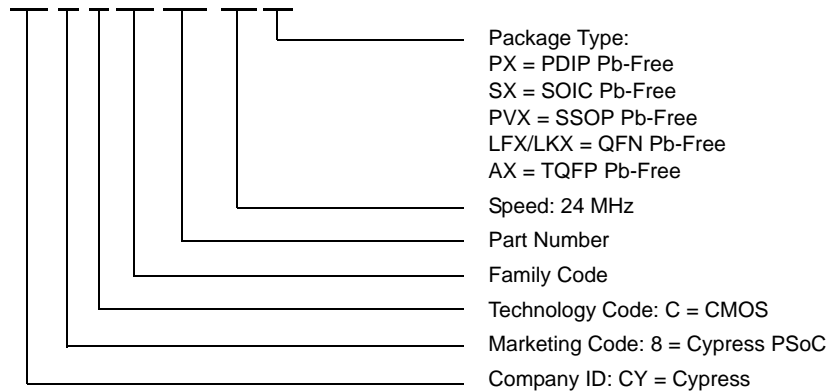 Package Type:
PX = PDIP Pb-Free
SX = SOIC Pb-Free
PVX = SSOP Pb-Free
LFX/LKX = QFN Pb-Free
AX = TQFP Pb-Free
Speed: 24 MHz
Part Number
Family Code
Technology Code: C = CMOS
Marketing Code: 8 = Cypress PSoC
Company ID: CY = Cypress